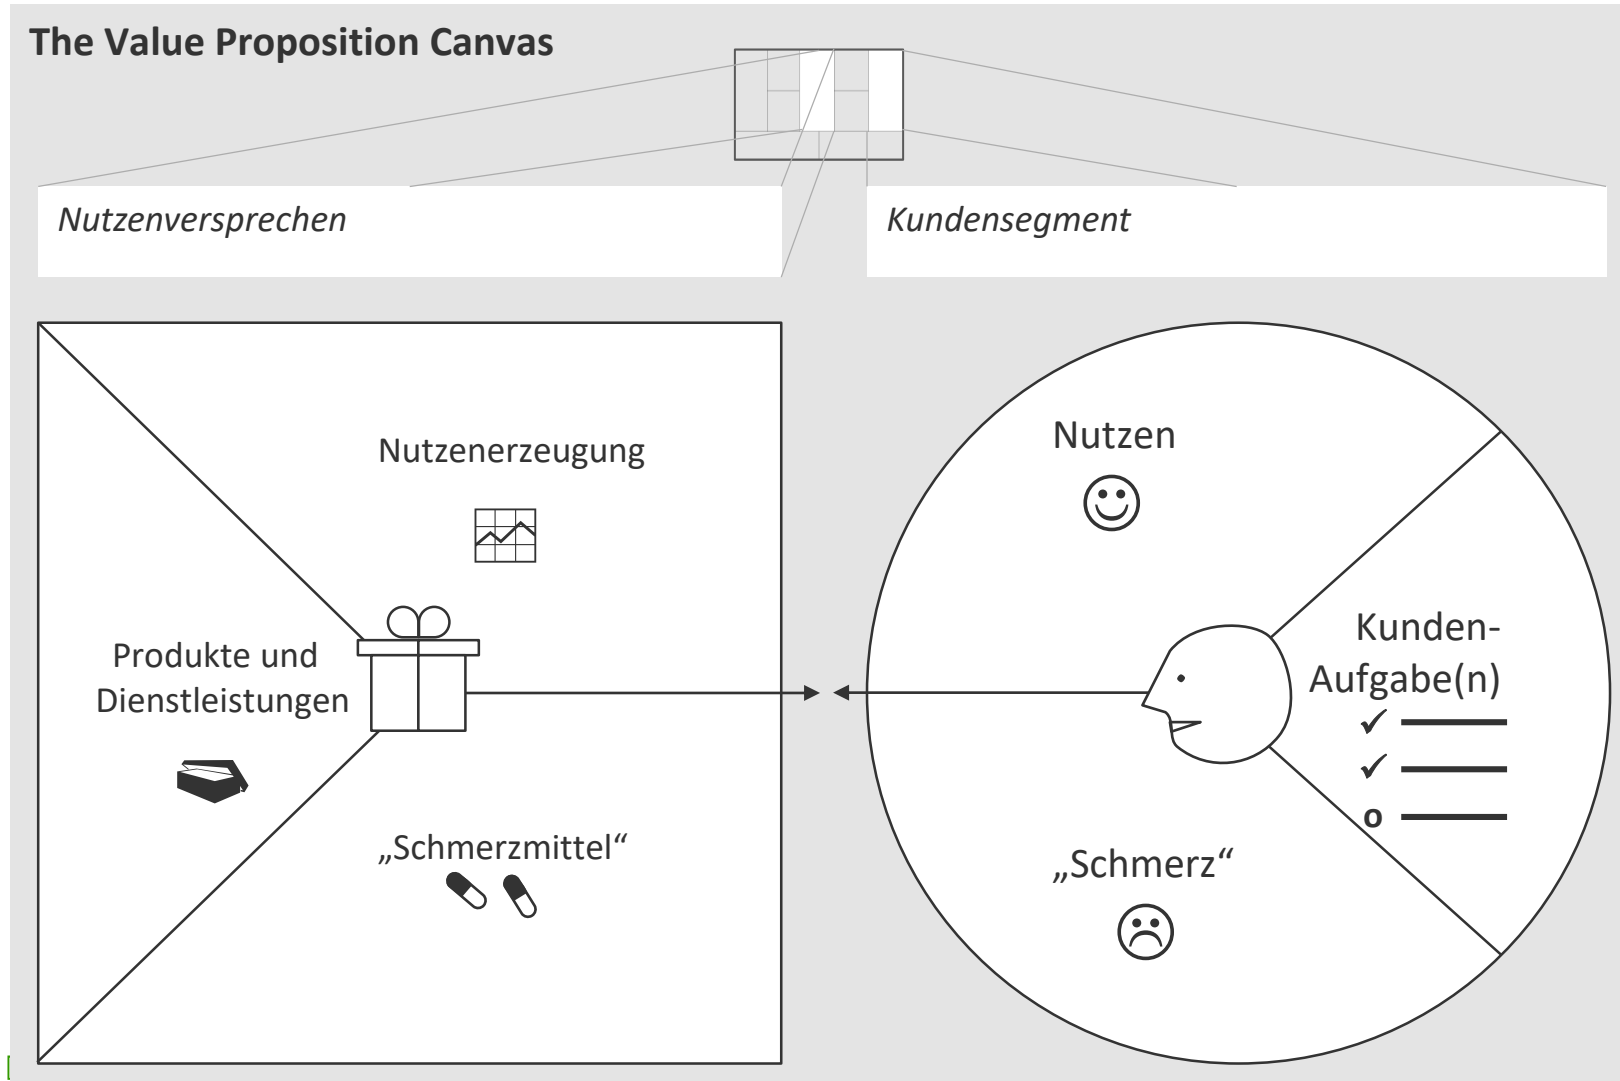 The Value Proposition Canvas
Nutzenversprechen
Kundensegment
Nutzenerzeugung
Produkte und
Dienstleistungen
„Schmerzmittel“
Nutzen
Kunden-
Aufgabe(n)
„Schmerz“